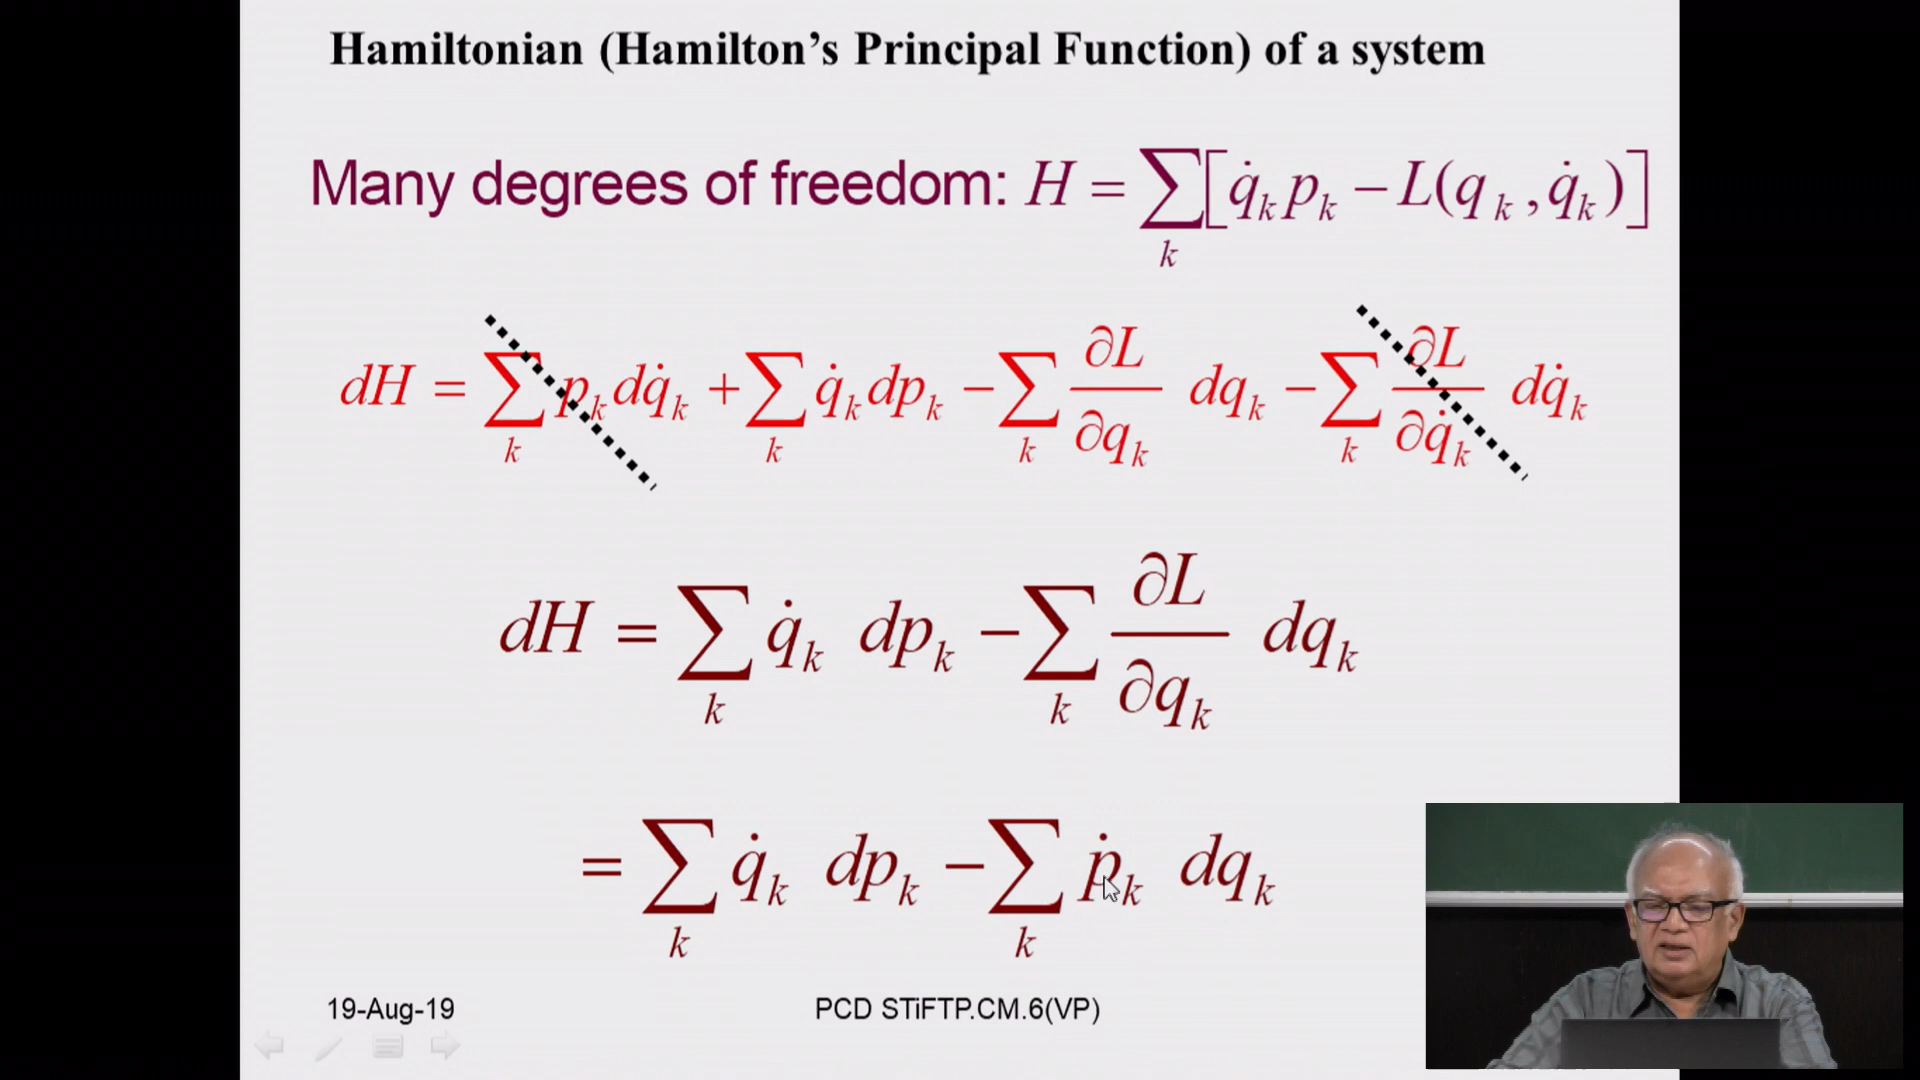 Hamiltonian (Hamilton’s Principal Function) of a system
Many degrees of freedom: H = ∑_k [q̇_k p_k − L(q_k, q̇_k)]
dH = ∑_k p_k dq̇_k + ∑_k q̇_k dp_k − ∑_k ∂L/∂q_k dq_k − ∑_k ∂L/∂q̇_k dq̇_k
dH = ∑_k q̇_k dp_k − ∑_k ∂L/∂q_k dq_k
= ∑_k q̇_k dp_k − ∑_k ṗ_k dq_k
19-Aug-19
PCD STiFTP.CM.6(VP)